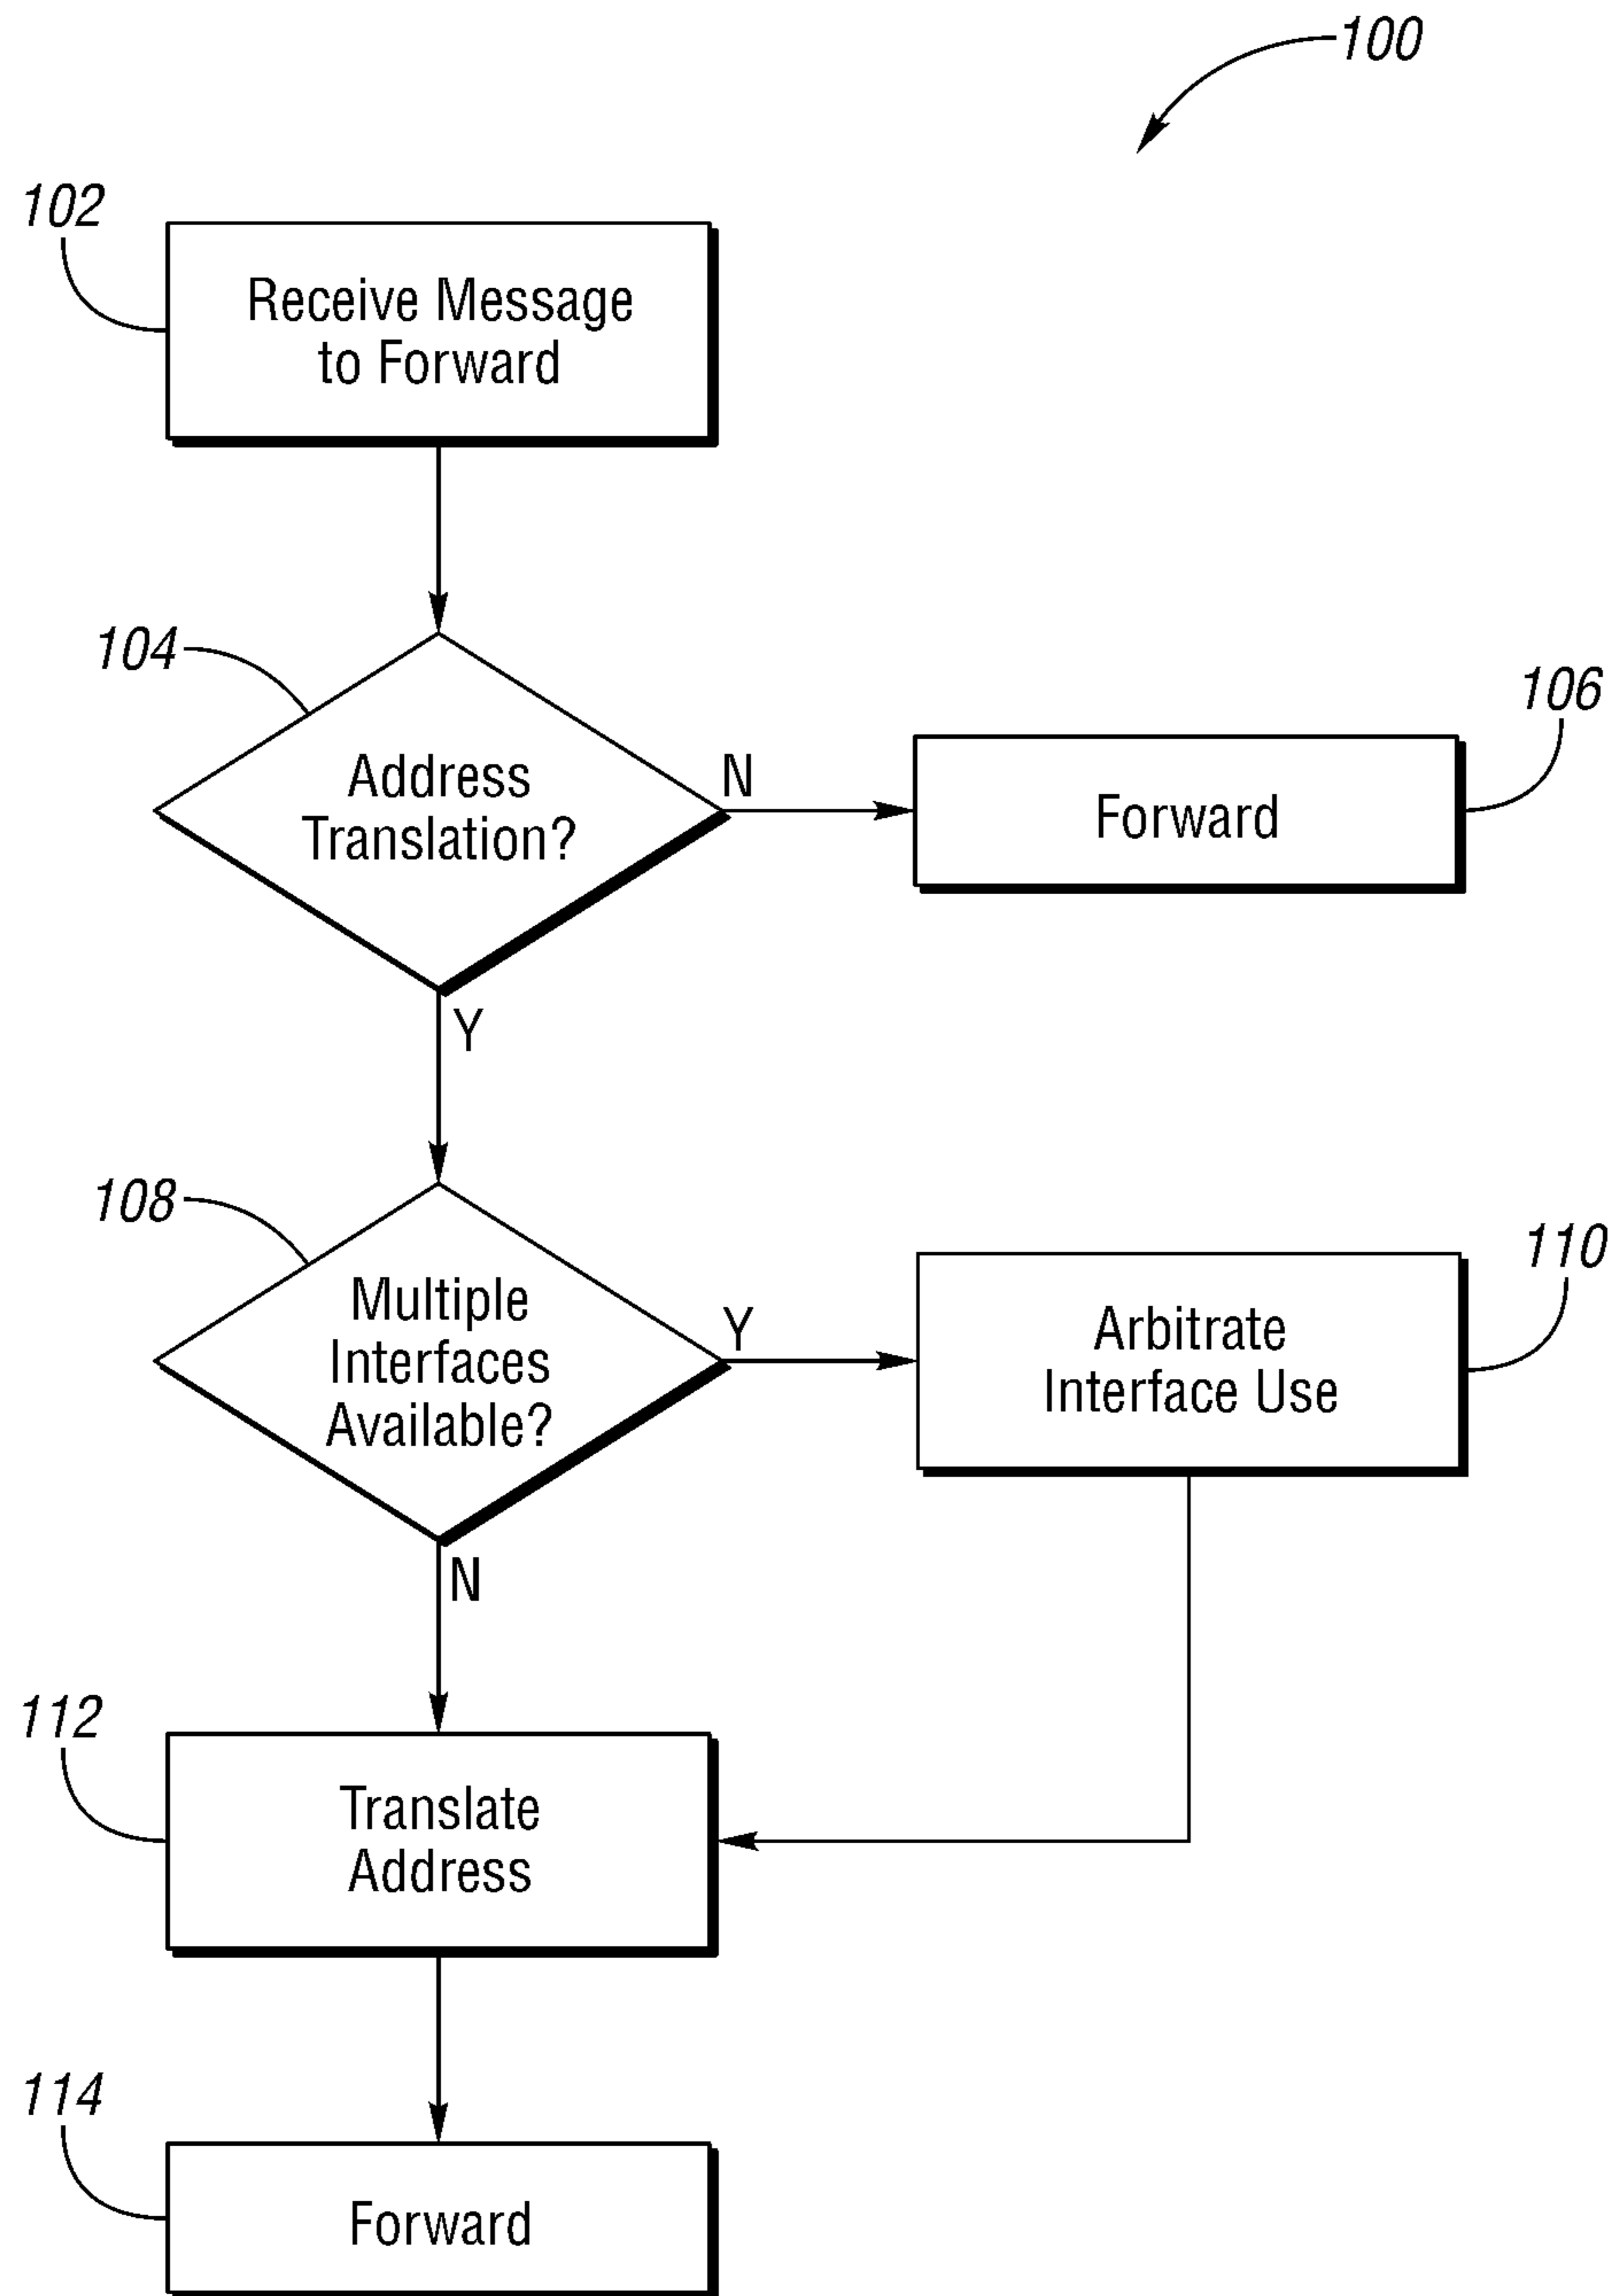 100
102
Receive Message
to Forward
104
Address
Translation?
N
106
Forward
Y
108
Multiple
Interfaces
Available?
Y
110
Arbitrate
Interface Use
N
112
Translate
Address
114
Forward